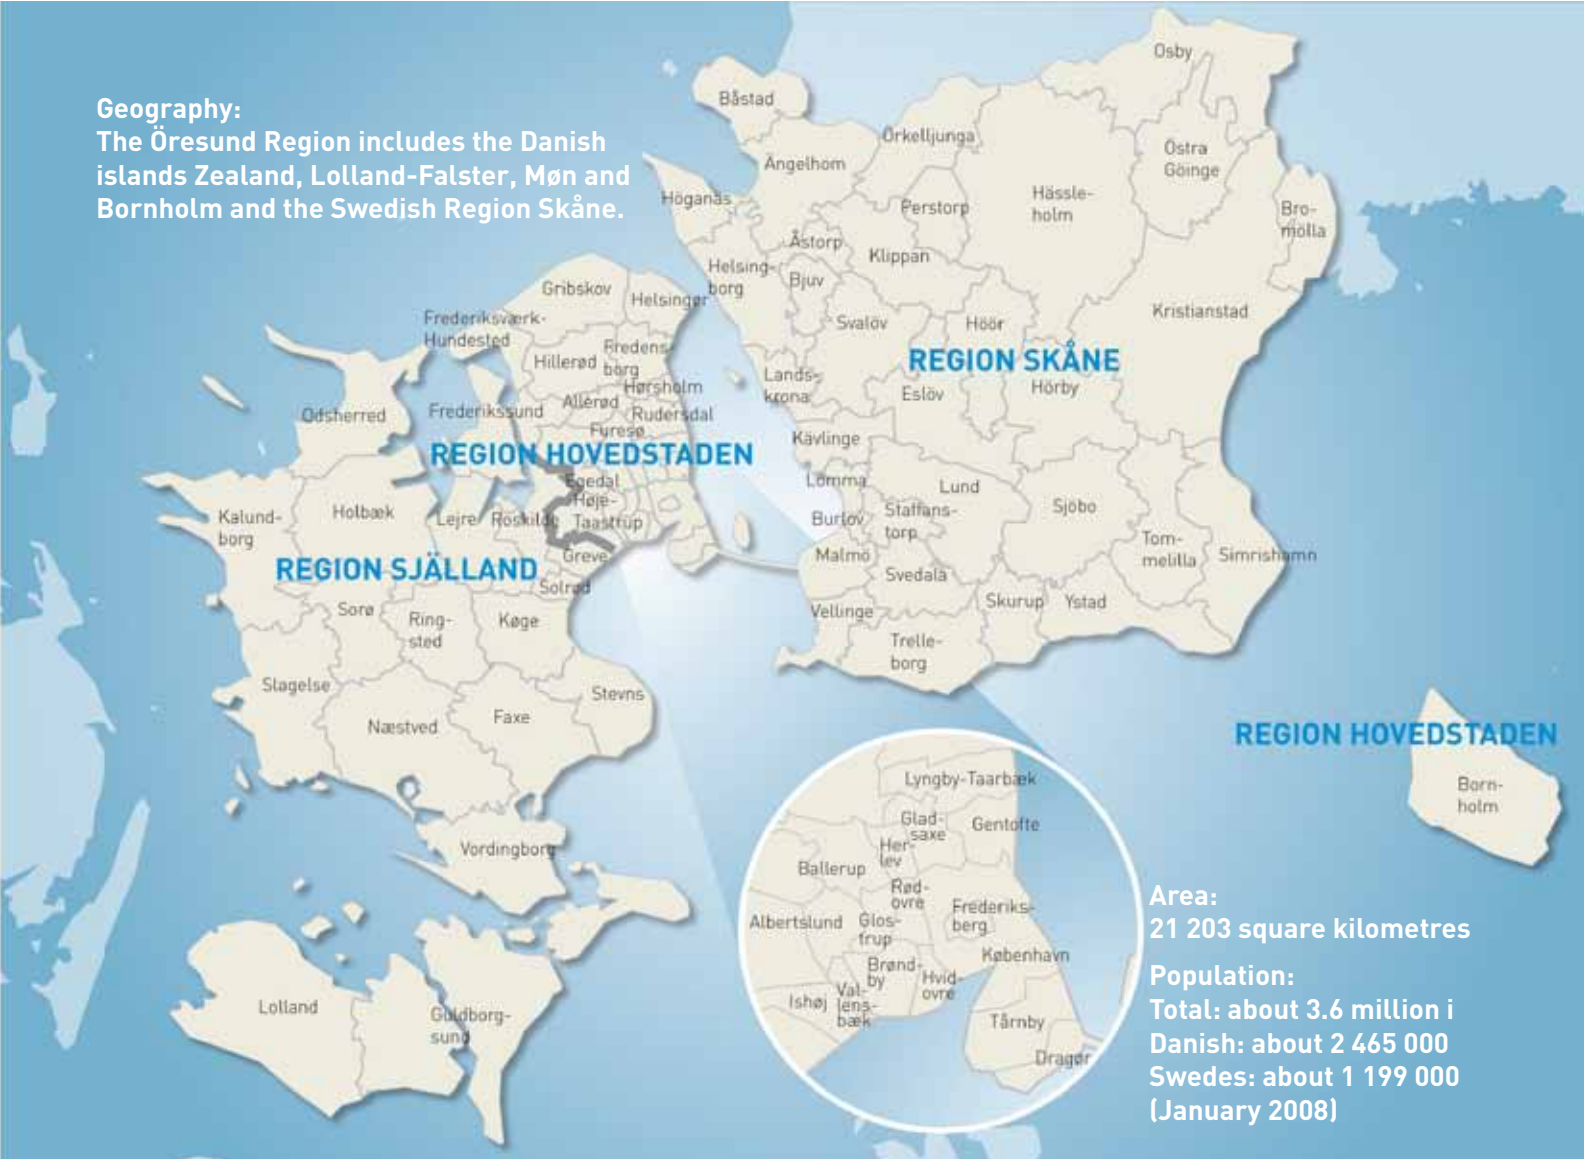 Geography:
The Öresund Region includes the Danish
islands Zealand, Lolland-Falster, Møn and
Bornholm and the Swedish Region Skåne.
Osby
Båstad
Örkelljunga
Ängelhom
Östra
Göinge
Hässle-
holm
Höganäs
Perstorp
Bro-
mölla
Åstorp
Klippan
Helsing-
borg
Bjuv
Gribskov
Helsingør
Kristianstad
Frederiksværk-
Hundested
Svalöv
Höör
Hillerød
Fredens-
borg
REGION SKÅNE
Lands-
krona
Hørsholm
Hörby
Eslöv
Odsherred
Frederikssund
Allerød
Rudersdal
Furesø
Kävlinge
REGION HOVEDSTADEN
Egedal
Lomma
Lund
Høje-
Taastrup
Holbæk
Kalund-
borg
Lejre
Roskilde
Burlöv
Staffans-
torp
Sjöbo
Tom-
melilla
Simrishamn
Greve
Malmö
REGION SJÄLLAND
Svedala
Solrød
Sorø
Ring-
sted
Køge
Vellinge
Skurup
Ystad
Trelle-
borg
Slagelse
Stevns
Næstved
Faxe
REGION HOVEDSTADEN
Born-
holm
Vordingborg
Lolland
Guldborg-
sund
Lyngby-Taarbæk
Glad-
saxe
Gentofte
Her-
lev
Ballerup
Rød-
ovre
Frederiks-
berg
Albertslund
Glos-
trup
København
Brønd-
by
Hvid-
ovre
Ishøj
Val-
lens-
bæk
Tårnby
Dragør
Area:
21 203 square kilometres
Population:
Total: about 3.6 million i
Danish: about 2 465 000
Swedes: about 1 199 000
(January 2008)